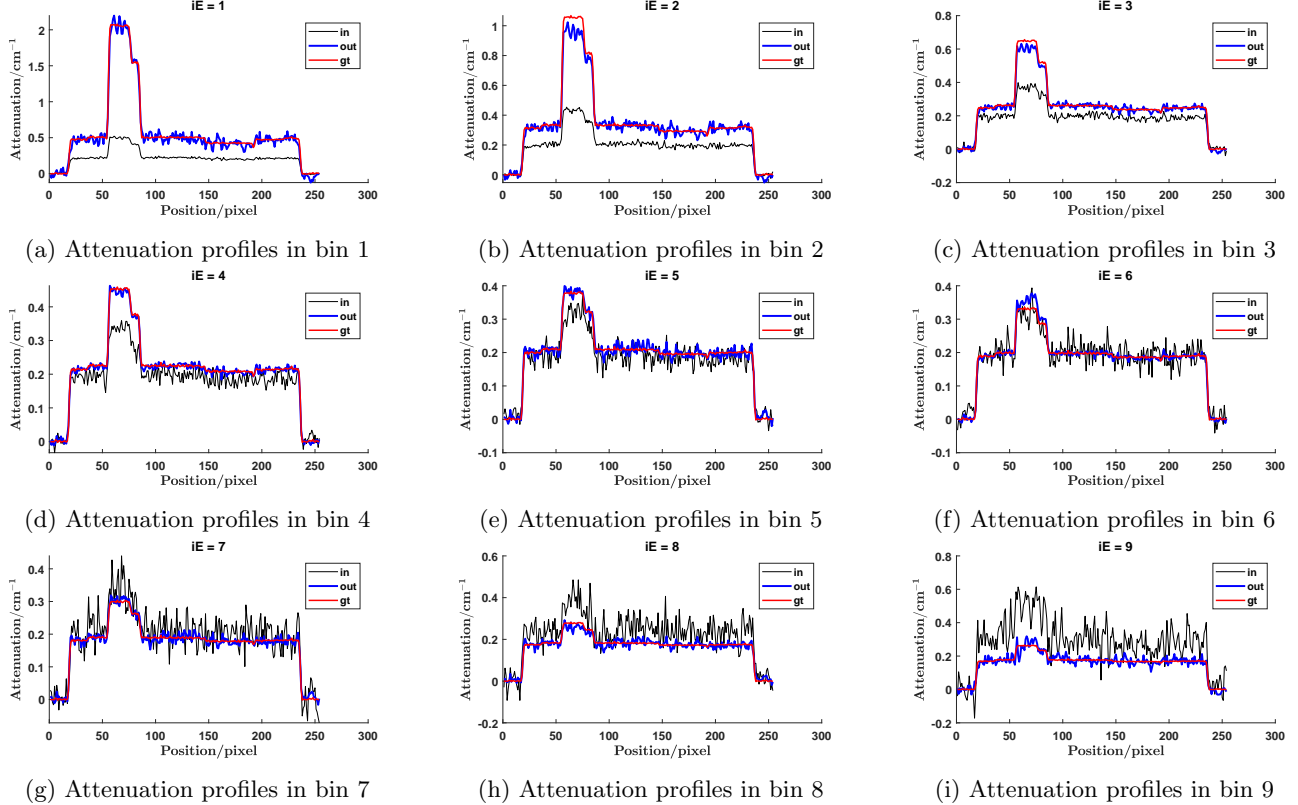 iE = 1
iE = 2
iE = 3
Attenuation/cm⁻¹
2
1.5
1
0.5
0
in
out
gt
0 50 100 150 200 250 300
Position/pixel
Attenuation/cm⁻¹
1
0.8
0.6
0.4
0.2
0
in
out
gt
0 50 100 150 200 250 300
Position/pixel
Attenuation/cm⁻¹
0.8
0.6
0.4
0.2
0
-0.2
in
out
gt
0 50 100 150 200 250 300
Position/pixel
(a) Attenuation profiles in bin 1
(b) Attenuation profiles in bin 2
(c) Attenuation profiles in bin 3
iE = 4
iE = 5
iE = 6
Attenuation/cm⁻¹
0.4
0.3
0.2
0.1
0
in
out
gt
0 50 100 150 200 250 300
Position/pixel
Attenuation/cm⁻¹
0.4
0.3
0.2
0.1
0
-0.1
in
out
gt
0 50 100 150 200 250 300
Position/pixel
Attenuation/cm⁻¹
0.4
0.3
0.2
0.1
0
-0.1
in
out
gt
0 50 100 150 200 250 300
Position/pixel
(d) Attenuation profiles in bin 4
(e) Attenuation profiles in bin 5
(f) Attenuation profiles in bin 6
iE = 7
iE = 8
iE = 9
Attenuation/cm⁻¹
0.4
0.3
0.2
0.1
0
in
out
gt
0 50 100 150 200 250 300
Position/pixel
Attenuation/cm⁻¹
0.6
0.4
0.2
0
-0.2
in
out
gt
0 50 100 150 200 250 300
Position/pixel
Attenuation/cm⁻¹
0.8
0.6
0.4
0.2
0
-0.2
in
out
gt
0 50 100 150 200 250 300
Position/pixel
(g) Attenuation profiles in bin 7
(h) Attenuation profiles in bin 8
(i) Attenuation profiles in bin 9